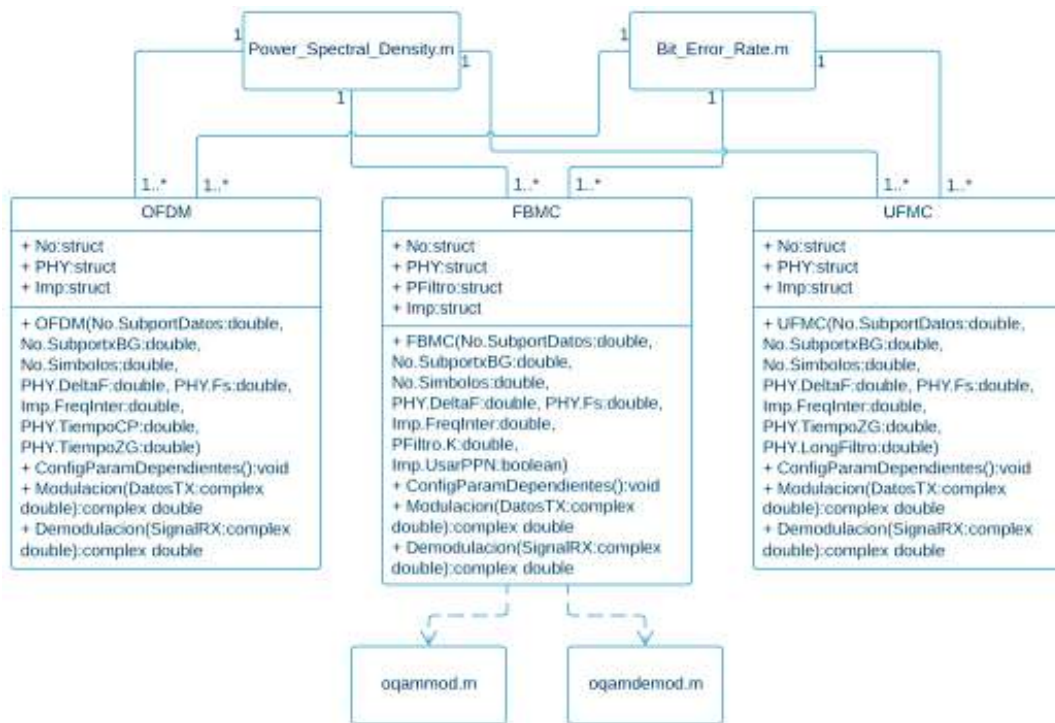 Power_Spectral_Density.m
Bit_Error_Rate.m
1
1
1
1
1
1
1..*
1..*
1..*
1..*
1..*
1..*
OFDM
+ No:struct
+ PHY:struct
+ Imp:struct
+ OFDM(No.SubportDatos:double,
No.SubportxBG:double,
No.Simbolos:double,
PHY.DeltaF:double, PHY.Fs:double,
Imp.FreqInter:double,
PHY.TiempoCP:double,
PHY.TiempoZG:double)
+ ConfigParamDependientes():void
+ Modulacion(DatosTX:complex
double):complex double
+ Demodulacion(SignalRX:complex
double):complex double
FBMC
+ No:struct
+ PHY:struct
+ PFiltro:struct
+ Imp:struct
+ FBMC(No.SubportDatos:double,
No.SubportxBG:double,
No.Simbolos:double,
PHY.DeltaF:double, PHY.Fs:double,
Imp.FreqInter:double,
PFiltro.K:double,
Imp.UsarPPN:boolean)
+ ConfigParamDependientes():void
+ Modulacion(DatosTX:complex
double):complex double
+ Demodulacion(SignalRX:complex
double):complex double
UFMC
+ No:struct
+ PHY:struct
+ Imp:struct
+ UFMC(No.SubportDatos:double,
No.SubportxBG:double,
No.Simbolos:double,
PHY.DeltaF:double, PHY.Fs:double,
Imp.FreqInter:double,
PHY.TiempoZG:double,
PHY.LongFiltro:double)
+ ConfigParamDependientes():void
+ Modulacion(DatosTX:complex
double):complex double
+ Demodulacion(SignalRX:complex
double):complex double
oqammod.m
oqamdemod.m